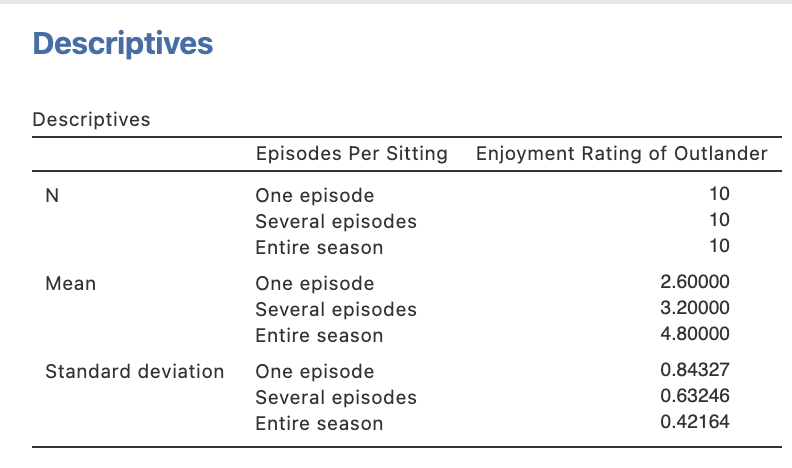 Descriptives
Descriptives
Episodes Per Sitting Enjoyment Rating of Outlander
N One episode 10
Several episodes 10
Entire season 10
Mean One episode 2.60000
Several episodes 3.20000
Entire season 4.80000
Standard deviation One episode 0.84327
Several episodes 0.63246
Entire season 0.42164